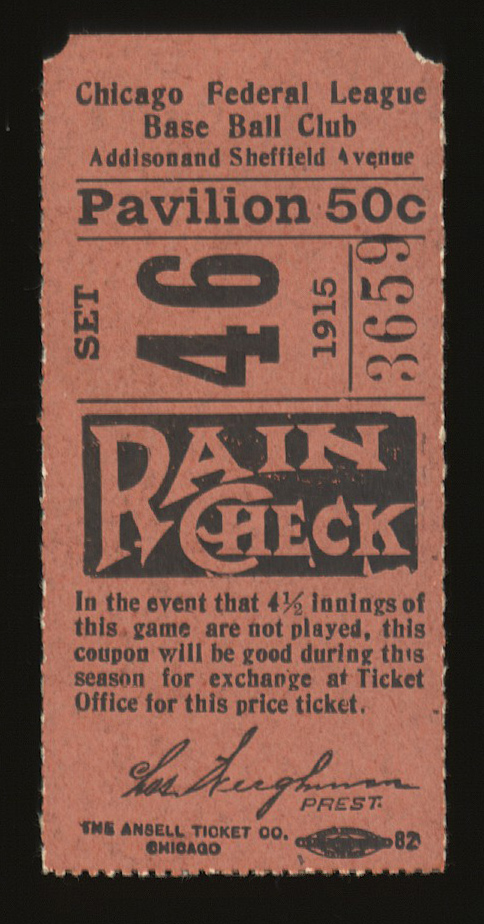 Chicago Federal League
Base Ball Club
Addisonand Sheffield Avenue
Pavilion 50c
SET
46
1915
3659
RAIN
CHECK
In the event that 4½ innings of
this game are not played, this
coupon will be good during this
season for exchange at Ticket
Office for this price ticket.
Chas. Weeghman
PREST.
THE ANSELL TICKET CO.
CHICAGO
82